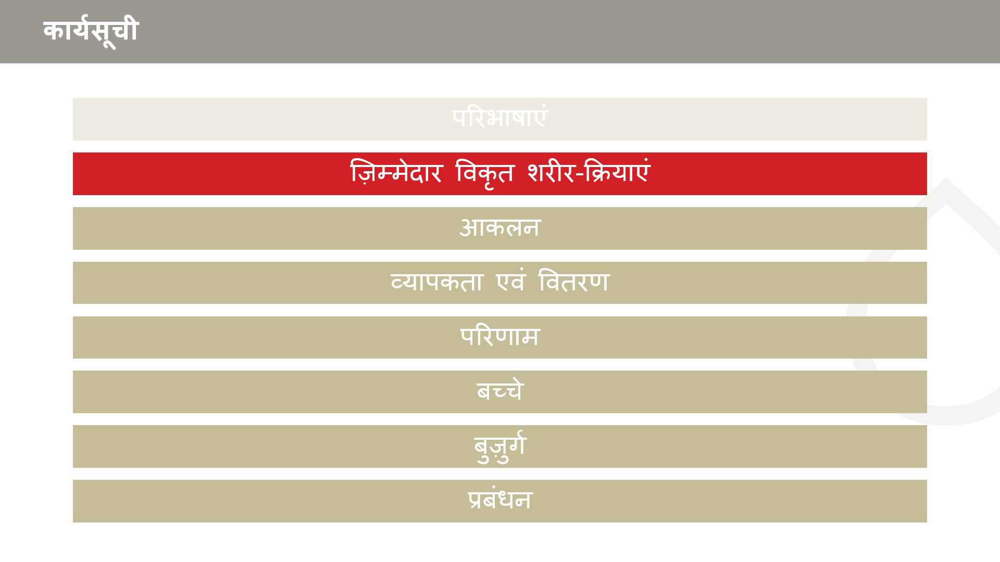 कार्यसूची
परिभाषाएं
ज़िम्मेदार विकृत शरीर-क्रियाएं
आकलन
व्यापकता एवं वितरण
परिणाम
बच्चे
बुज़ुर्ग
प्रबंधन